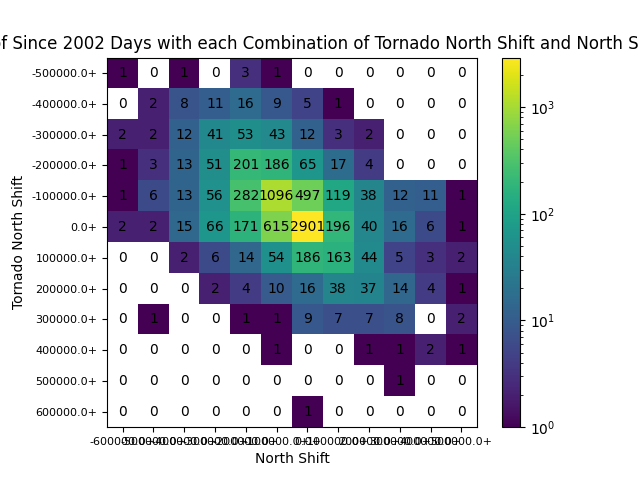 f Since 2002 Days with each Combination of Tornado North Shift and North S
-500000.0+ 1 0 1 0 3 1 0 0 0 0 0 0
-400000.0+ 0 2 8 11 16 9 5 1 0 0 0 0
-300000.0+ 2 2 12 41 53 43 12 3 2 0 0 0
-200000.0+ 1 3 13 51 201 186 65 17 4 0 0 0
-100000.0+ 1 6 13 56 282 1096 497 119 38 12 11 1
0.0+ 2 2 15 66 171 615 2901 196 40 16 6 1
100000.0+ 0 0 2 6 14 54 186 163 44 5 3 2
200000.0+ 0 0 0 2 4 10 16 38 37 14 4 1
300000.0+ 0 1 0 0 1 1 9 7 7 8 0 2
400000.0+ 0 0 0 0 0 1 0 0 1 1 2 1
500000.0+ 0 0 0 0 0 0 0 0 0 1 0 0
600000.0+ 0 0 0 0 0 0 1 0 0 0 0 0
North Shift
Tornado North Shift
10³
10²
10¹
10⁰